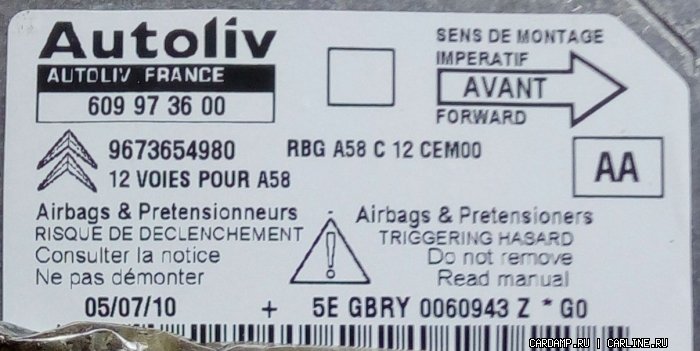 Autoliv
AUTOLIV FRANCE
609 97 36 00
SENS DE MONTAGE
IMPERATIF
AVANT
FORWARD
9673654980 RBG A58 C 12 CEM00
12 VOIES POUR A58
AA
Airbags & Pretensionneurs
RISQUE DE DECLENCHEMENT
Consulter la notice
Ne pas démonter
!
Airbags & Pretensioners
TRIGGERING HASARD
Do not remove
Read manual
05/07/10 + 5E GBRY 0060943 Z * G0
CARDAMP.RU | CARLINE.RU